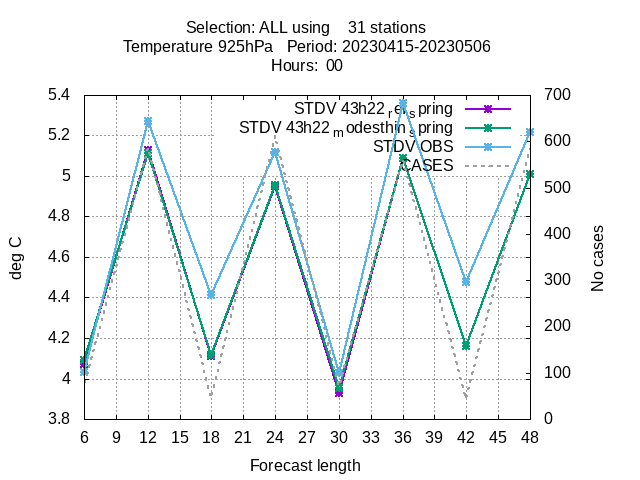 Selection: ALL using 31 stations
Temperature 925hPa Period: 20230415-20230506
Hours: 00
5.4
5.2
5
4.8
4.6
4.4
4.2
4
3.8
deg C
700
600
500
400
300
200
100
0
No cases
STDV 43h22_ref_spring
STDV 43h22_modesthin_spring
STDV OBS
CASES
6 9 12 15 18 21 24 27 30 33 36 39 42 45 48
Forecast length